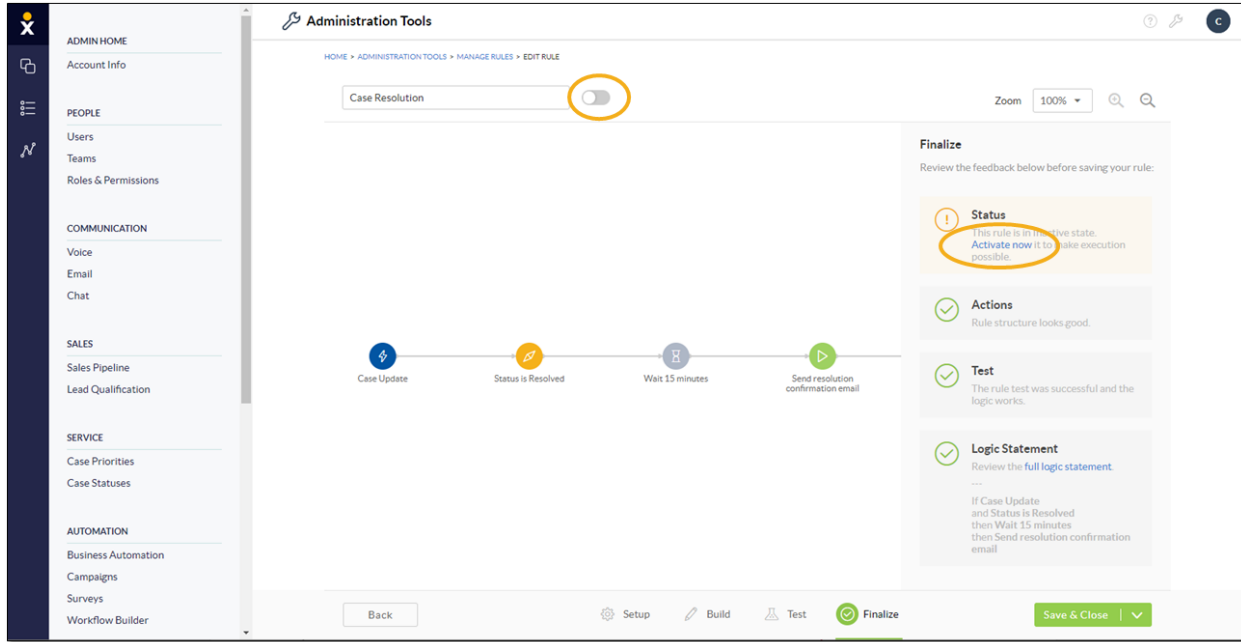 Administration Tools
C
ADMIN HOME
Account Info
PEOPLE
Users
Teams
Roles & Permissions
COMMUNICATION
Voice
Email
Chat
SALES
Sales Pipeline
Lead Qualification
SERVICE
Case Priorities
Case Statuses
AUTOMATION
Business Automation
Campaigns
Surveys
Workflow Builder
HOME > ADMINISTRATION TOOLS > MANAGE RULES > EDIT RULE
Case Resolution
Zoom 100%
Case Update
Status is Resolved
Wait 15 minutes
Send resolution
confirmation email
Finalize
Review the feedback below before saving your rule:
Status
This rule is in inactive state.
Activate now it to make execution
possible.
Actions
Rule structure looks good.
Test
The rule test was successful and the
logic works.
Logic Statement
Review the full logic statement.
---
If Case Update
and Status is Resolved
then Wait 15 minutes
then Send resolution confirmation
email
Back
Setup
Build
Test
Finalize
Save & Close